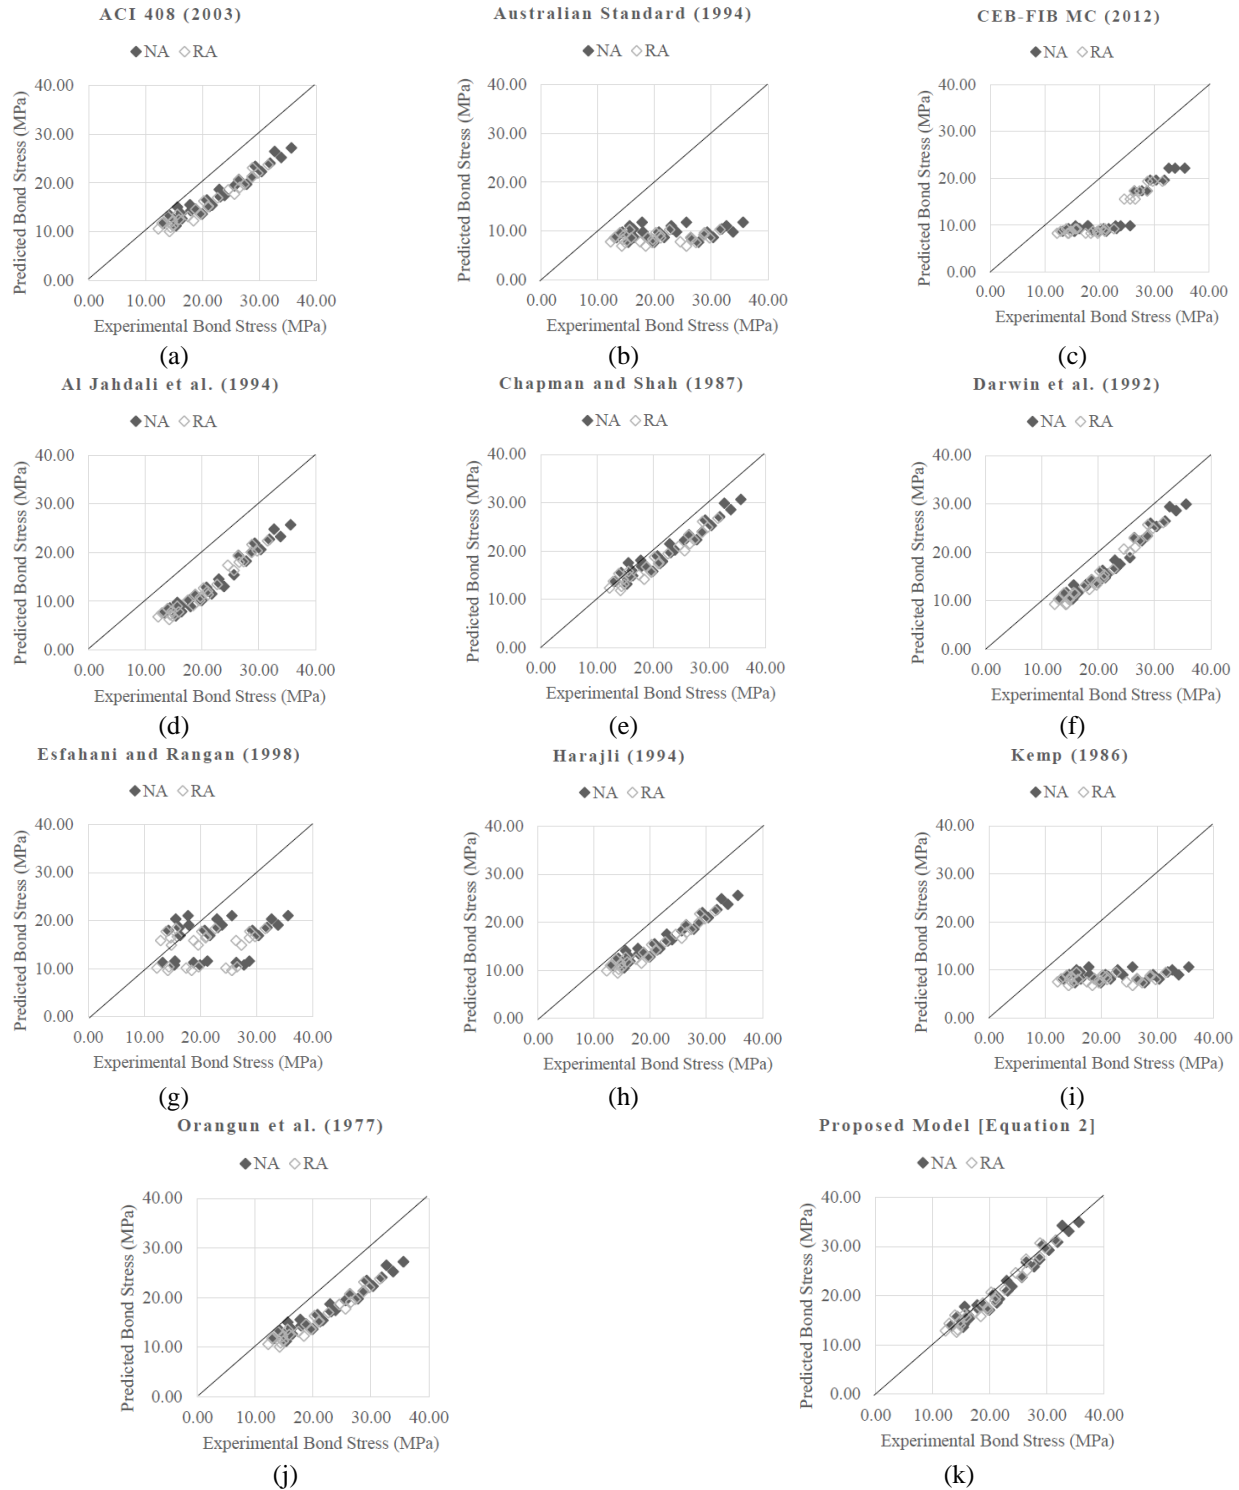 ACI 408 (2003)
NA RA
Predicted Bond Stress (MPa)
40.00
30.00
20.00
10.00
0.00
0.00 10.00 20.00 30.00 40.00
Experimental Bond Stress (MPa)
(a)
Australian Standard (1994)
NA RA
Predicted Bond Stress (MPa)
40.00
30.00
20.00
10.00
0.00
0.00 10.00 20.00 30.00 40.00
Experimental Bond Stress (MPa)
(b)
CEB-FIB MC (2012)
NA RA
Predicted Bond Stress (MPa)
40.00
30.00
20.00
10.00
0.00
0.00 10.00 20.00 30.00 40.00
Experimental Bond Stress (MPa)
(c)
Al Jahdali et al. (1994)
NA RA
Predicted Bond Stress (MPa)
40.00
30.00
20.00
10.00
0.00
0.00 10.00 20.00 30.00 40.00
Experimental Bond Stress (MPa)
(d)
Chapman and Shah (1987)
NA RA
Predicted Bond Stress (MPa)
40.00
30.00
20.00
10.00
0.00
0.00 10.00 20.00 30.00 40.00
Experimental Bond Stress (MPa)
(e)
Darwin et al. (1992)
NA RA
Predicted Bond Stress (MPa)
40.00
30.00
20.00
10.00
0.00
0.00 10.00 20.00 30.00 40.00
Experimental Bond Stress (MPa)
(f)
Esfahani and Rangan (1998)
NA RA
Predicted Bond Stress (MPa)
40.00
30.00
20.00
10.00
0.00
0.00 10.00 20.00 30.00 40.00
Experimental Bond Stress (MPa)
(g)
Harajli (1994)
NA RA
Predicted Bond Stress (MPa)
40.00
30.00
20.00
10.00
0.00
0.00 10.00 20.00 30.00 40.00
Experimental Bond Stress (MPa)
(h)
Kemp (1986)
NA RA
Predicted Bond Stress (MPa)
40.00
30.00
20.00
10.00
0.00
0.00 10.00 20.00 30.00 40.00
Experimental Bond Stress (MPa)
(i)
Orangun et al. (1977)
NA RA
Predicted Bond Stress (MPa)
40.00
30.00
20.00
10.00
0.00
0.00 10.00 20.00 30.00 40.00
Experimental Bond Stress (MPa)
(j)
Proposed Model [Equation 2]
NA RA
Predicted Bond Stress (MPa)
40.00
30.00
20.00
10.00
0.00
0.00 10.00 20.00 30.00 40.00
Experimental Bond Stress (MPa)
(k)